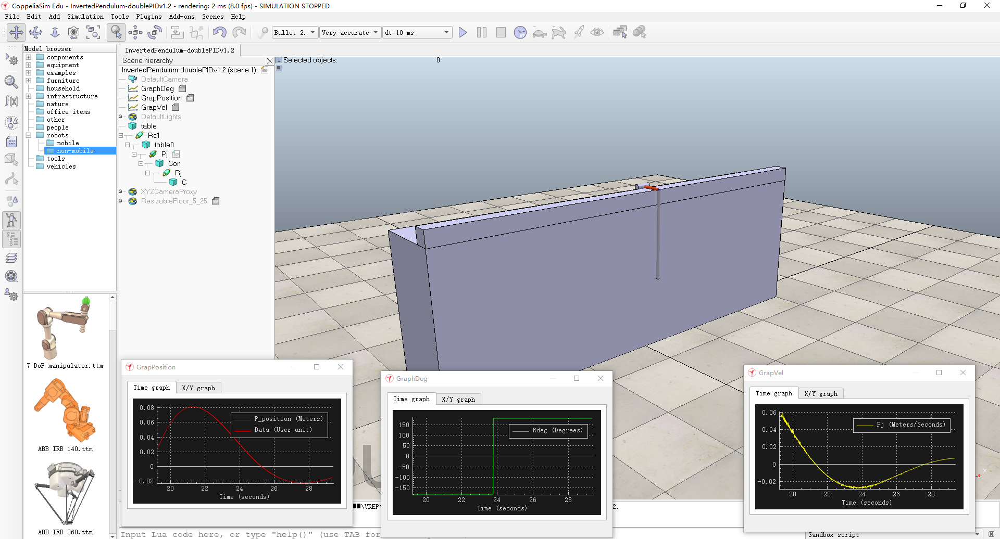 CoppeliaSim Edu - InvertedPendulum-doublePIDv1.2 - rendering: 2 ms (8.0 fps) - SIMULATION STOPPED
File Edit Add Simulation Tools Plugins Add-ons Scenes Help
Bullet 2. Very accurate dt=10 ms
Model browser
components
equipment
examples
furniture
household
infrastructure
nature
office items
other
people
robots
mobile
non-mobile
tools
vehicles
7 DoF manipulator.ttm
ABB IRB 140.ttm
ABB IRB 360.ttm
InvertedPendulum-doublePIDv1.2
Scene hierarchy
InvertedPendulum-doublePIDv1.2 (scene 1)
DefaultCamera
GraphDeg
GrapPosition
GrapVel
DefaultLights
table
Rc1
table0
Pj
Con
Rj
C
XYZCameraProxy
ResizableFloor_5_25
Selected objects: 0
GrapPosition
Time graph X/Y graph
P_position (Meters)
Data (User unit)
0.08
0.06
0.04
0.02
0
-0.02
20 22 24 26 28
Time (seconds)
GraphDeg
Time graph X/Y graph
Rdeg (Degrees)
150
100
50
0
-50
-100
-150
20 22 24 26 28
Time (seconds)
GrapVel
Time graph X/Y graph
Pj (Meters/Seconds)
0.06
0.04
0.02
0
-0.02
20 22 24 26 28
Time (seconds)
X
\VREP\
2.
Input Lua code here, or type "help()" (use TAB for
Sandbox script